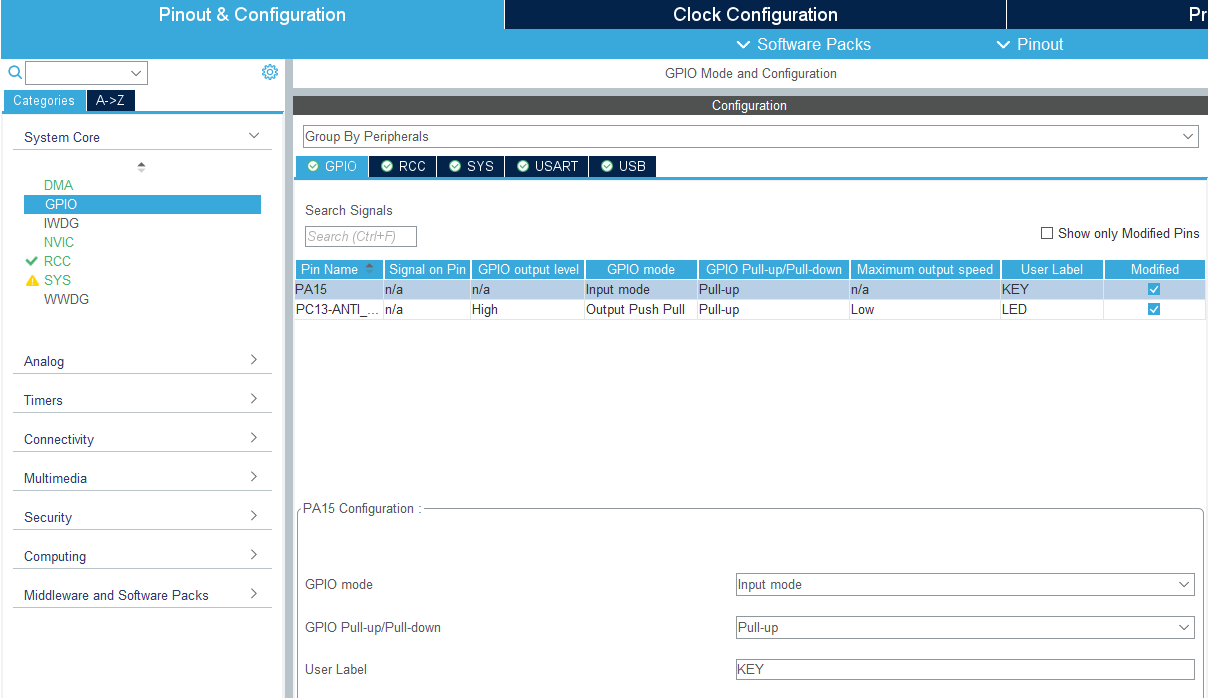 Pinout & Configuration
Clock Configuration
Pr
Software Packs
Pinout
Categories
A->Z
System Core
DMA
GPIO
IWDG
NVIC
RCC
SYS
WWDG
Analog
Timers
Connectivity
Multimedia
Security
Computing
Middleware and Software Packs
GPIO Mode and Configuration
Configuration
Group By Peripherals
GPIO RCC SYS USART USB
Search Signals
Search (Ctrl+F)
Show only Modified Pins
Pin Name Signal on Pin GPIO output level GPIO mode GPIO Pull-up/Pull-down Maximum output speed User Label Modified
PA15 n/a n/a Input mode Pull-up n/a KEY
PC13-ANTI_... n/a High Output Push Pull Pull-up Low LED
PA15 Configuration :
GPIO mode Input mode
GPIO Pull-up/Pull-down Pull-up
User Label KEY